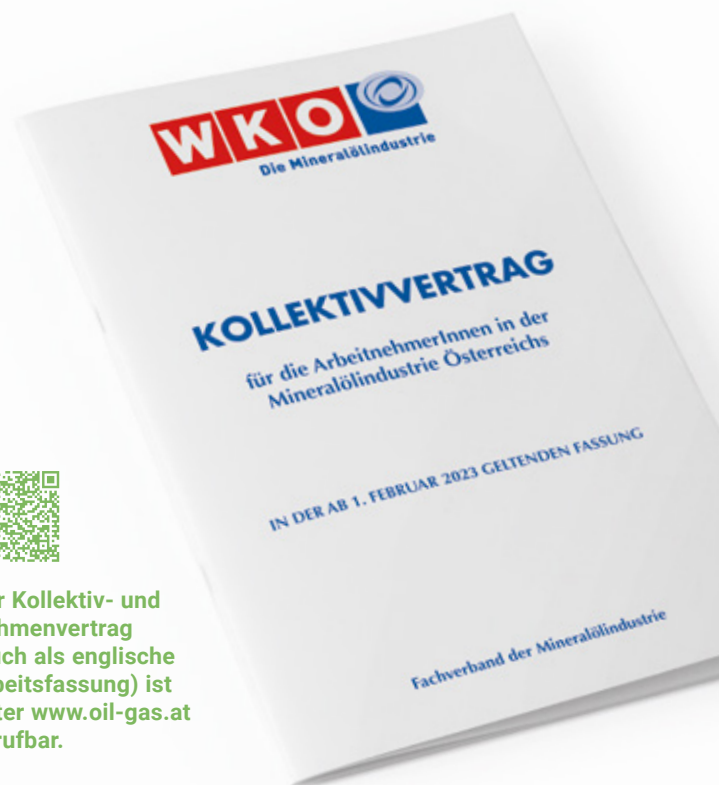 WKO
Die Mineralölindustrie
KOLLEKTIVVERTRAG
für die ArbeitnehmerInnen in der
Mineralölindustrie Österreichs
IN DER AB 1. FEBRUAR 2023 GELTENDEN FASSUNG
Fachverband der Mineralölindustrie
r Kollektiv- und
hmenvertrag
uch als englische
beitsfassung) ist
ter www.oil-gas.at
rufbar.